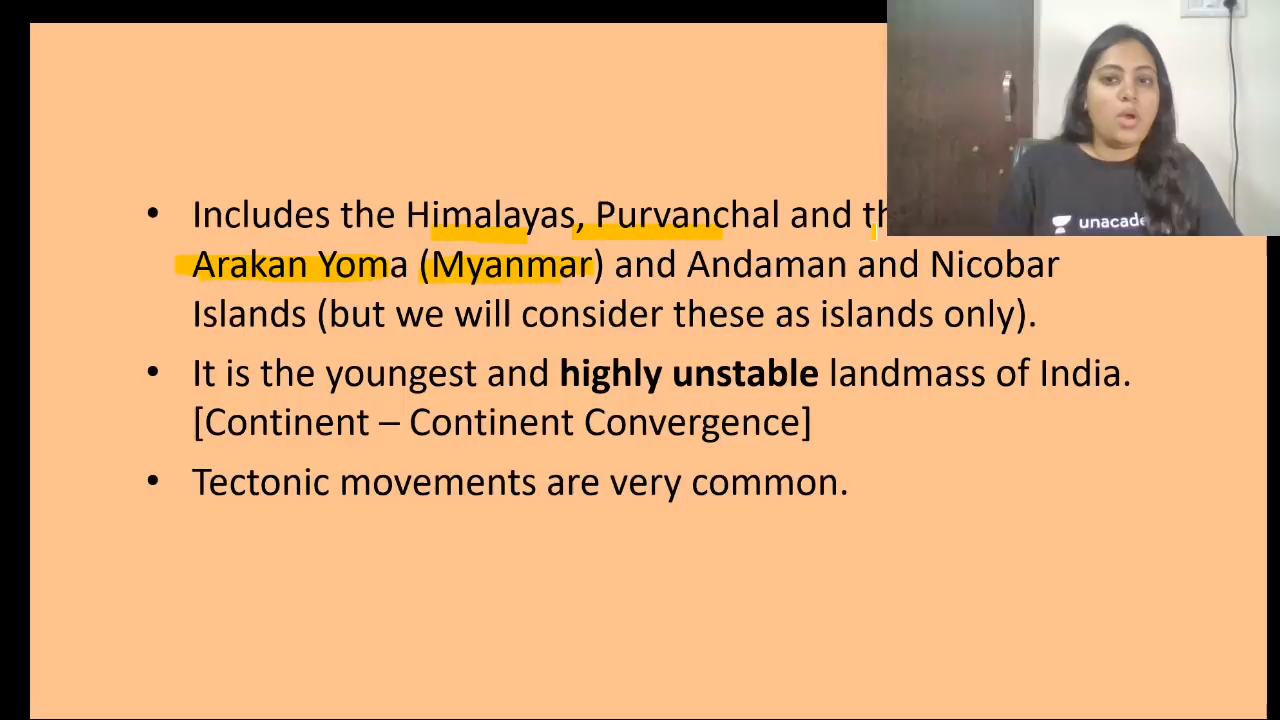 • Includes the Himalayas, Purvanchal and
Arakan Yoma (Myanmar) and Andaman and Nicobar
Islands (but we will consider these as islands only).
• It is the youngest and highly unstable landmass of India.
[Continent – Continent Convergence]
• Tectonic movements are very common.
unacade